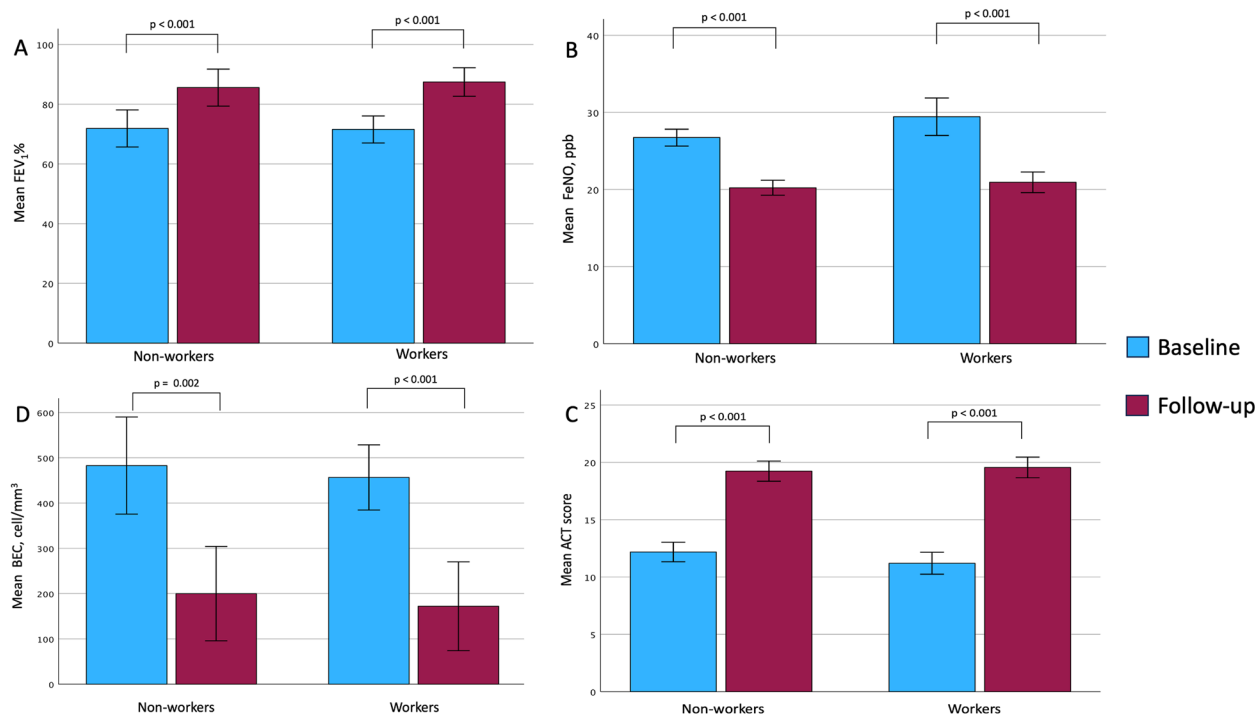 A
p < 0.001
p < 0.001
Mean FEV₁%
100
80
60
40
20
0
Non-workers
Workers
B
p < 0.001
p < 0.001
Mean FeNO, ppb
40
30
20
10
0
Non-workers
Workers
Baseline
Follow-up
D
p = 0.002
p < 0.001
Mean BEC, cell/mm³
600
500
400
300
200
100
0
Non-workers
Workers
C
p < 0.001
p < 0.001
Mean ACT score
25
20
15
10
5
0
Non-workers
Workers